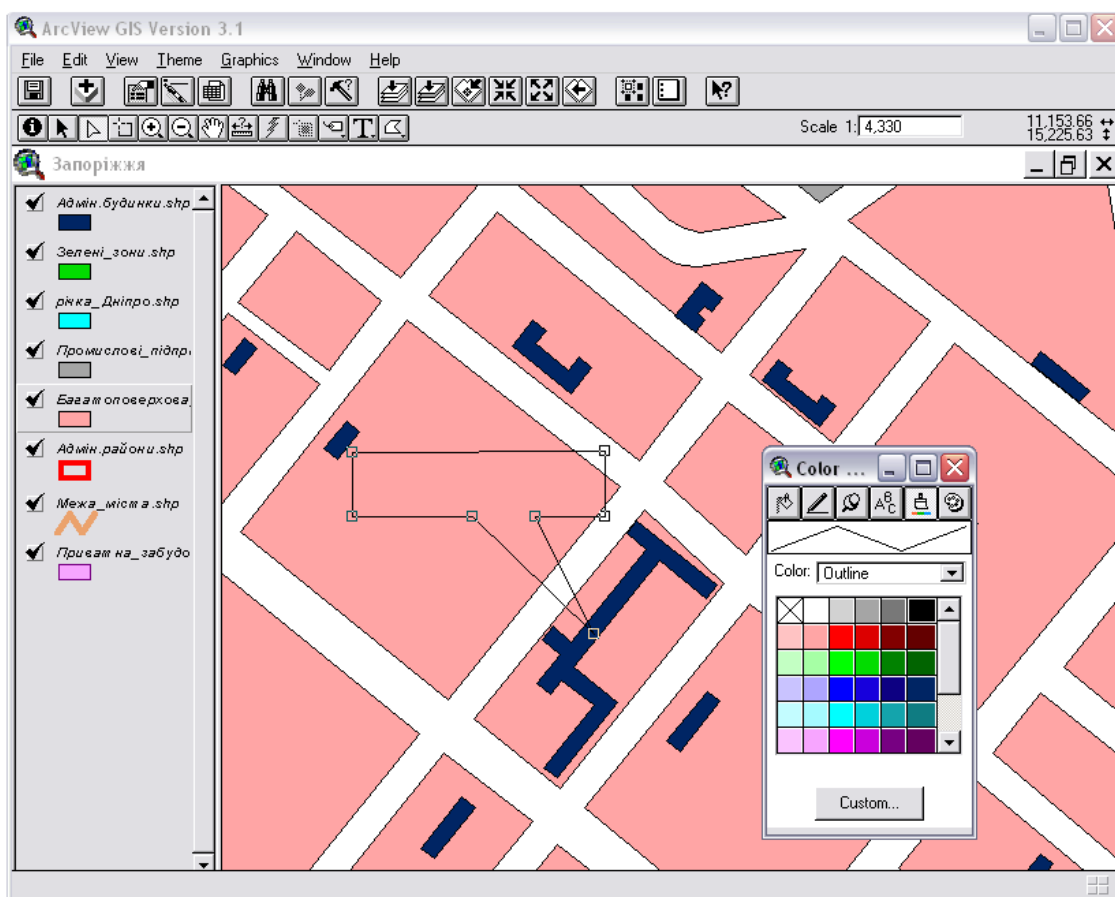 ArcView GIS Version 3.1
File Edit View Theme Graphics Window Help
Scale 1: 4,330
11,153.66
15,225.63
Запоріжжя
Адмін.будинки.shp
Зелені_зони.shp
річка_Дніпро.shp
Промислові_підпр
Багатоповерхова
Адмін.райони.shp
Межа_міста.shp
Приватна_забудо
Color ...
Color: Outline
Custom...